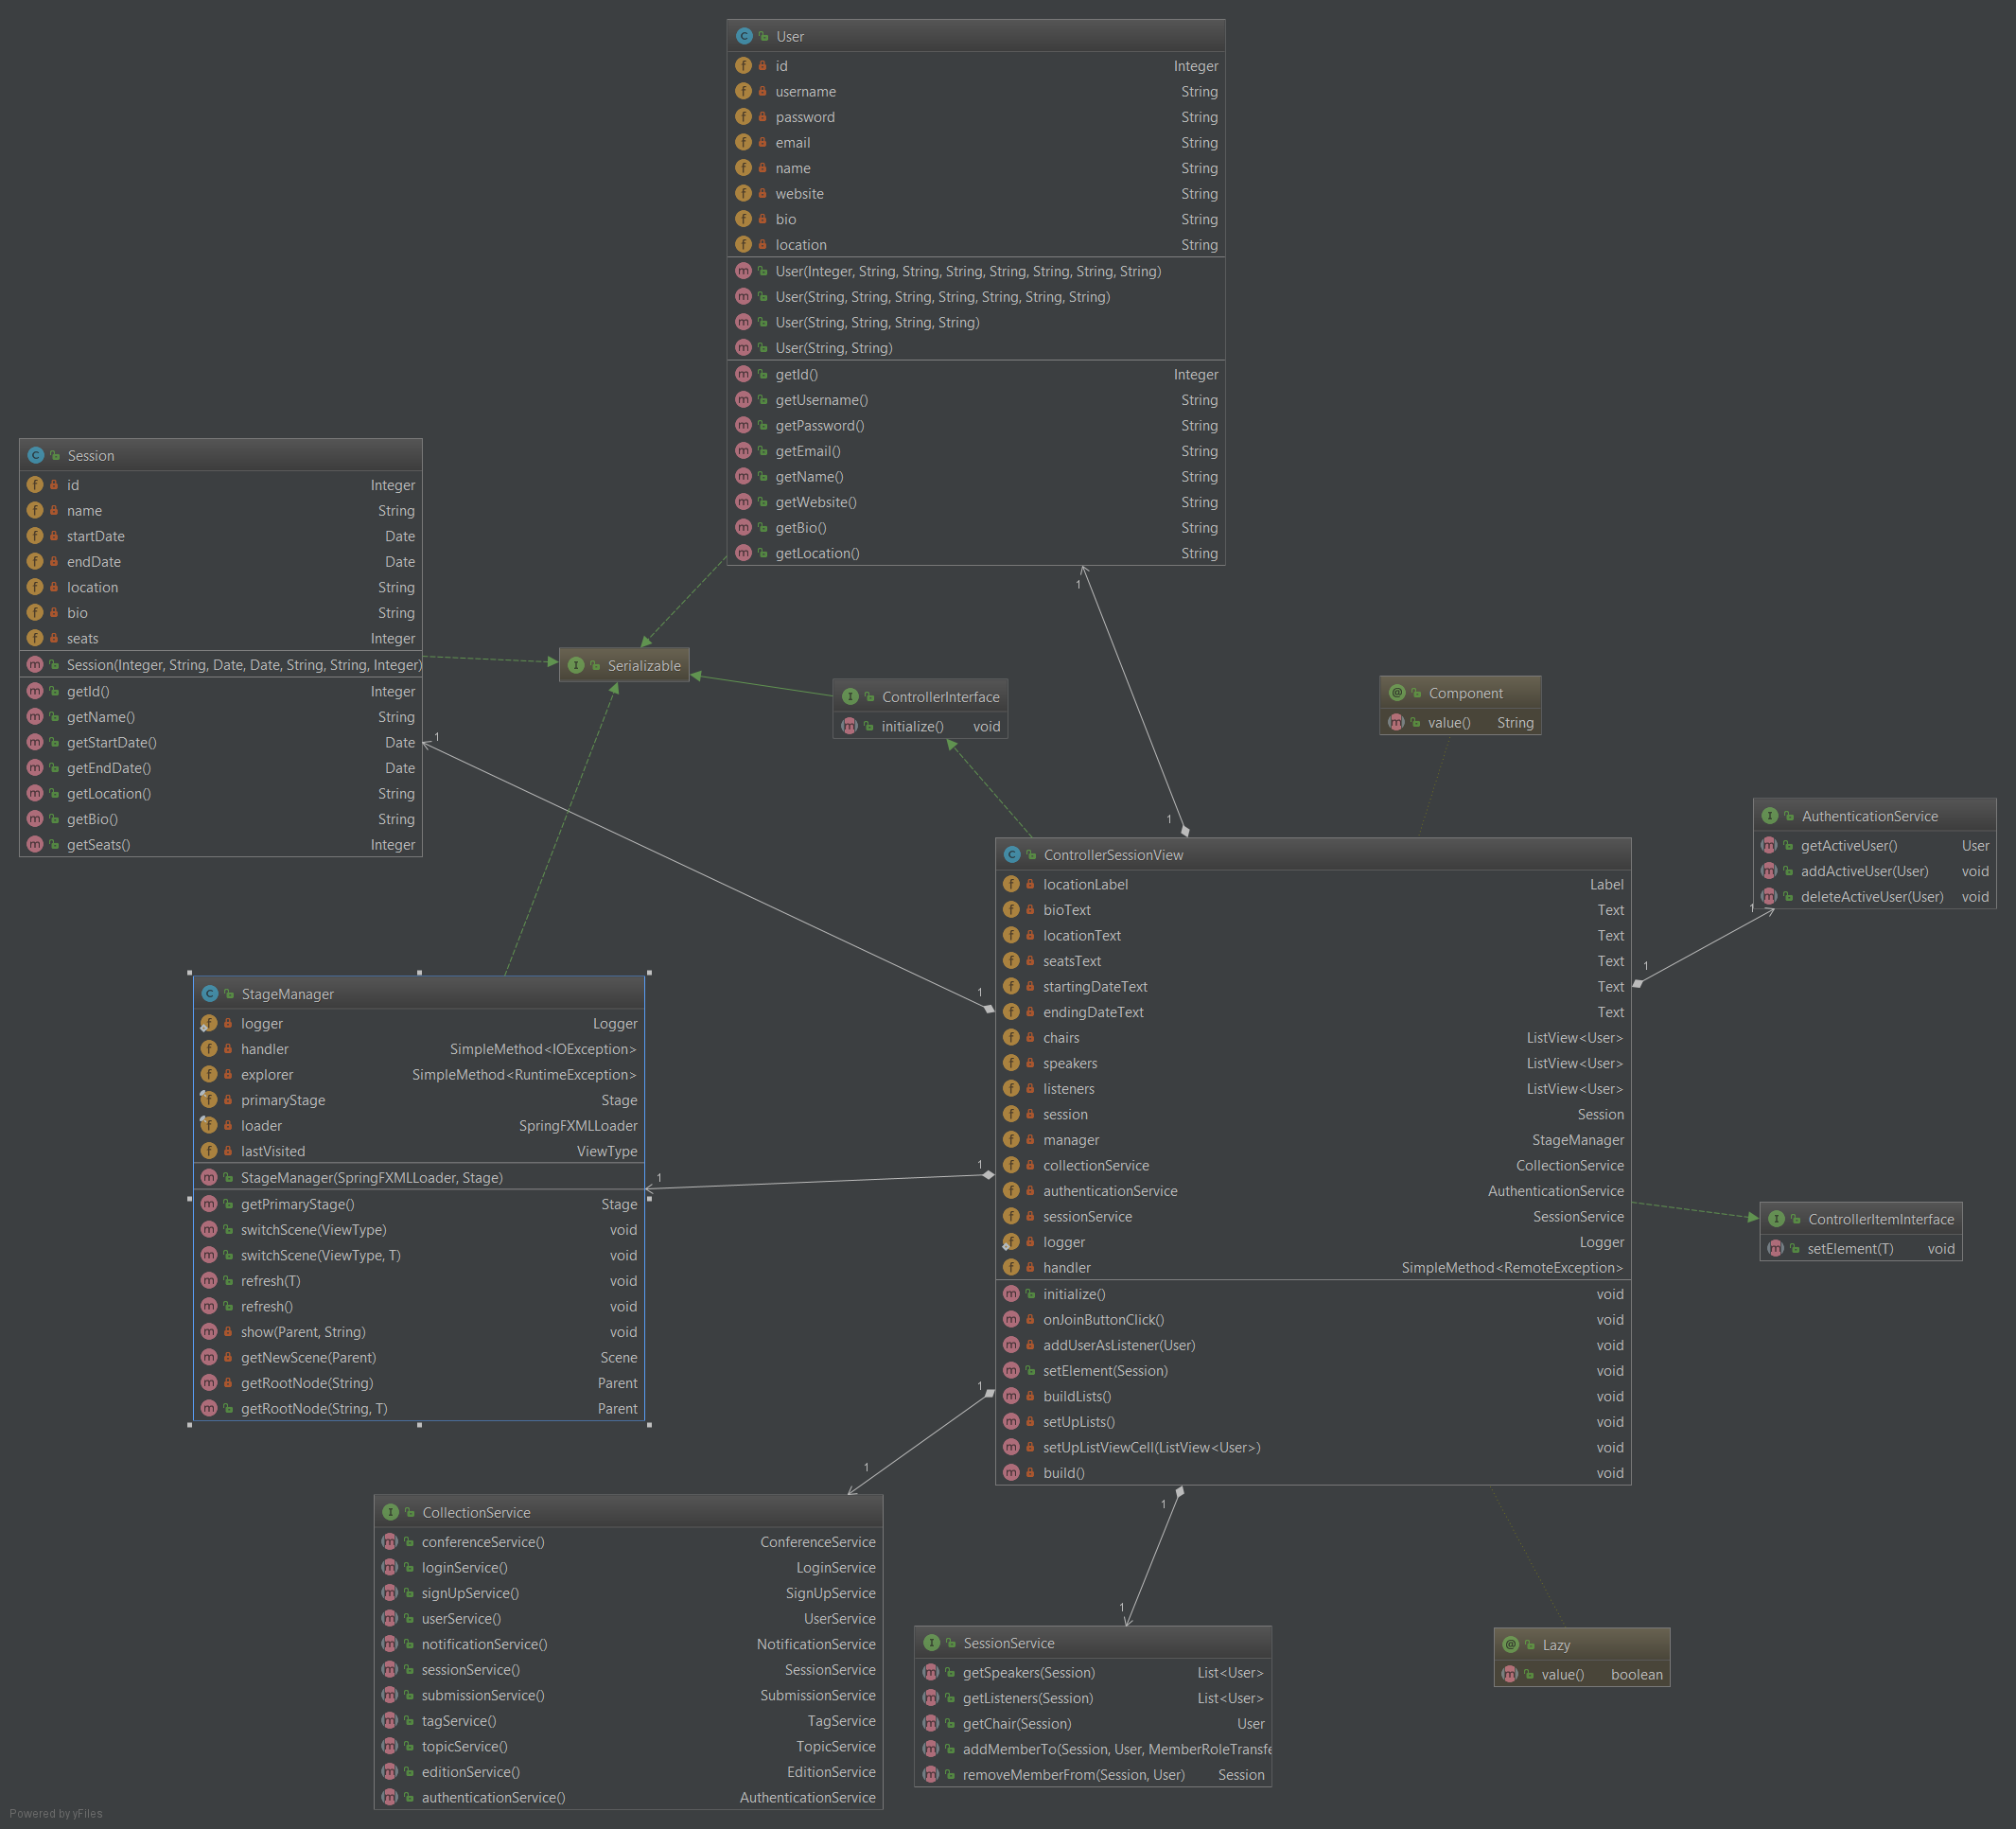 User
id Integer
username String
password String
email String
name String
website String
bio String
location String
User(Integer, String, String, String, String, String, String, String)
User(String, String, String, String, String, String, String)
User(String, String, String, String)
User(String, String)
getId() Integer
getUsername() String
getPassword() String
getEmail() String
getName() String
getWebsite() String
getBio() String
getLocation() String
Session
id Integer
name String
startDate Date
endDate Date
location String
bio String
seats Integer
Session(Integer, String, Date, Date, String, String, Integer)
getId() Integer
getName() String
getStartDate() Date
getEndDate() Date
getLocation() String
getBio() String
getSeats() Integer
Serializable
ControllerInterface
initialize() void
Component
value() String
AuthenticationService
getActiveUser() User
addActiveUser(User) void
deleteActiveUser(User) void
1
1
1
1
1
1
1
1
1
1
1
1
ControllerSessionView
locationLabel Label
bioText Text
locationText Text
seatsText Text
startingDateText Text
endingDateText Text
chairs ListView<User>
speakers ListView<User>
listeners ListView<User>
session Session
manager StageManager
collectionService CollectionService
authenticationService AuthenticationService
sessionService SessionService
logger Logger
handler SimpleMethod<RemoteException>
initialize() void
onJoinButtonClick() void
addUserAsListener(User) void
setElement(Session) void
buildLists() void
setUpLists() void
setUpListViewCell(ListView<User>) void
build() void
StageManager
logger Logger
handler SimpleMethod<IOException>
explorer SimpleMethod<RuntimeException>
primaryStage Stage
loader SpringFXMLLoader
lastVisited ViewType
StageManager(SpringFXMLLoader, Stage)
getPrimaryStage() Stage
switchScene(ViewType) void
switchScene(ViewType, T) void
refresh(T) void
refresh() void
show(Parent, String) void
getNewScene(Parent) Scene
getRootNode(String) Parent
getRootNode(String, T) Parent
ControllerItemInterface
setElement(T) void
CollectionService
conferenceService() ConferenceService
loginService() LoginService
signUpService() SignUpService
userService() UserService
notificationService() NotificationService
sessionService() SessionService
submissionService() SubmissionService
tagService() TagService
topicService() TopicService
editionService() EditionService
authenticationService() AuthenticationService
SessionService
getSpeakers(Session) List<User>
getListeners(Session) List<User>
getChair(Session) User
addMemberTo(Session, User, MemberRoleTransfe
removeMemberFrom(Session, User) Session
Lazy
value() boolean
Powered by yFiles